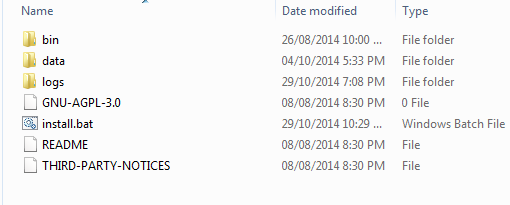 Name Date modified Type
bin 26/08/2014 10:00 ... File folder
data 04/10/2014 5:33 PM File folder
logs 29/10/2014 7:08 PM File folder
GNU-AGPL-3.0 08/08/2014 8:30 PM 0 File
install.bat 29/10/2014 10:29 ... Windows Batch File
README 08/08/2014 8:30 PM File
THIRD-PARTY-NOTICES 08/08/2014 8:30 PM File